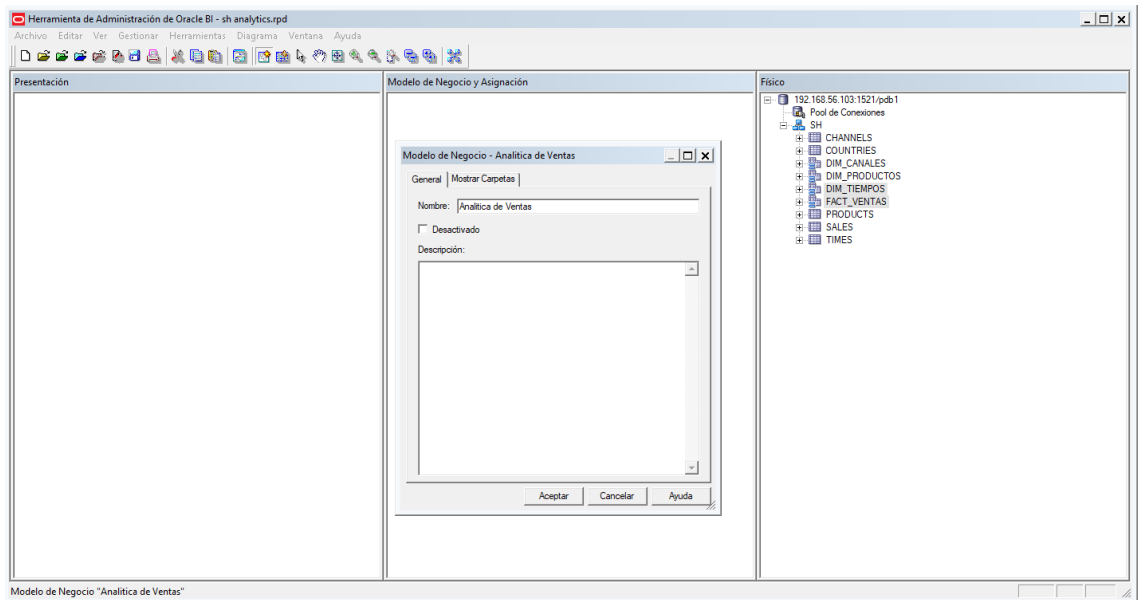 Herramienta de Administración de Oracle BI - sh analytics.rpd
Archivo Editar Ver Gestionar Herramientas Diagrama Ventana Ayuda
Presentación
Modelo de Negocio y Asignación
Físico
192.168.56.103:1521/pdb1
Pool de Conexiones
SH
CHANNELS
COUNTRIES
DIM_CANALES
DIM_PRODUCTOS
DIM_TIEMPOS
FACT_VENTAS
PRODUCTS
SALES
TIMES
Modelo de Negocio - Analitica de Ventas
General Mostrar Carpetas
Nombre: Analitica de Ventas
Desactivado
Descripción:
Aceptar Cancelar Ayuda
Modelo de Negocio "Analitica de Ventas"